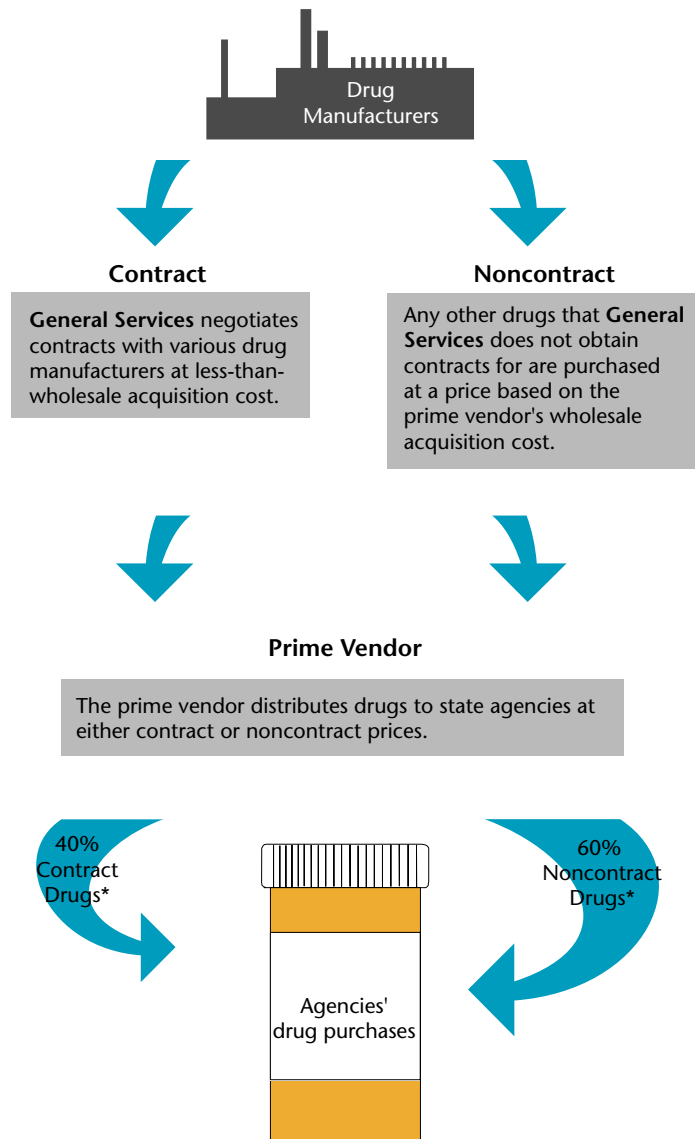 Drug
Manufacturers
Contract
General Services negotiates
contracts with various drug
manufacturers at less-than-
wholesale acquisition cost.
Noncontract
Any other drugs that General
Services does not obtain
contracts for are purchased
at a price based on the
prime vendor's wholesale
acquisition cost.
Prime Vendor
The prime vendor distributes drugs to state agencies at
either contract or noncontract prices.
40%
Contract
Drugs*
60%
Noncontract
Drugs*
Agencies'
drug purchases